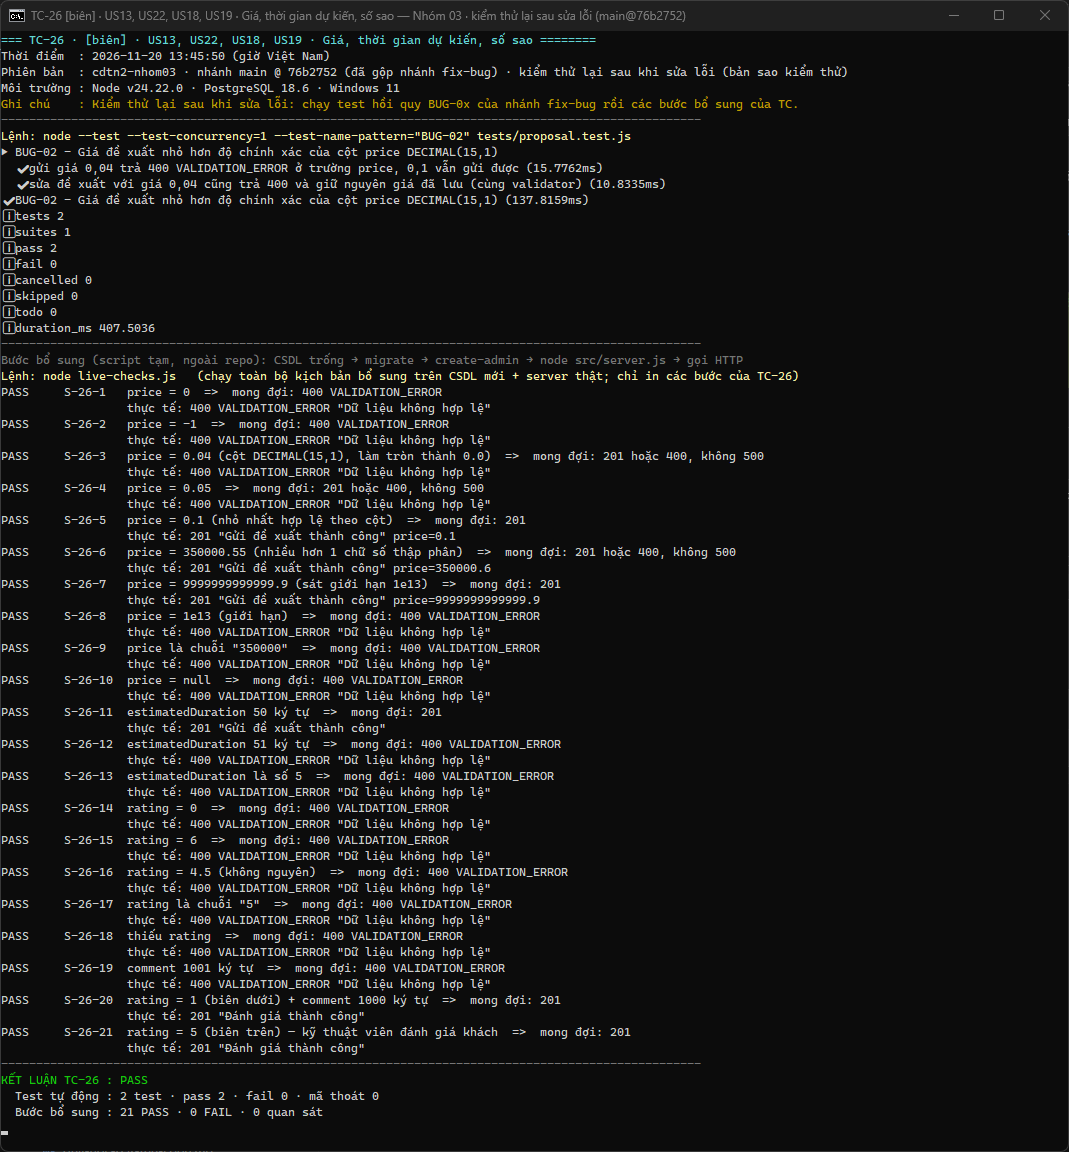 TC-26 [biên] · US13, US22, US18, US19 · Giá, thời gian dự kiến, số sao — Nhóm 03 · kiểm thử lại sau sửa lỗi (main@76b2752)
=== TC-26 · [biên] · US13, US22, US18, US19 · Giá, thời gian dự kiến, số sao ========
Thời điểm  : 2026-11-20 13:45:50 (giờ Việt Nam)
Phiên bản  : cdtn2-nhom03 · nhánh main @ 76b2752 (đã gộp nhánh fix-bug) · kiểm thử lại sau khi sửa lỗi (bản sao kiểm thử)
Môi trường : Node v24.22.0 · PostgreSQL 18.6 · Windows 11
Ghi chú    : Kiểm thử lại sau khi sửa lỗi: chạy test hồi quy BUG-0x của nhánh fix-bug rồi các bước bổ sung của TC.
Lệnh: node --test --test-concurrency=1 --test-name-pattern="BUG-02" tests/proposal.test.js
▶ BUG-02 - Giá đề xuất nhỏ hơn độ chính xác của cột price DECIMAL(15,1)
✔gửi giá 0,04 trả 400 VALIDATION_ERROR ở trường price, 0,1 vẫn gửi được (15.7762ms)
✔sửa đề xuất với giá 0,04 cũng trả 400 và giữ nguyên giá đã lưu (cùng validator) (10.8335ms)
✔BUG-02 - Giá đề xuất nhỏ hơn độ chính xác của cột price DECIMAL(15,1) (137.8159ms)
ℹtests 2
ℹsuites 1
ℹpass 2
ℹfail 0
ℹcancelled 0
ℹskipped 0
ℹtodo 0
ℹduration_ms 407.5036
Bước bổ sung (script tạm, ngoài repo): CSDL trống → migrate → create-admin → node src/server.js → gọi HTTP
Lệnh: node live-checks.js   (chạy toàn bộ kịch bản bổ sung trên CSDL mới + server thật; chỉ in các bước của TC-26)
PASS     S-26-1   price = 0  =>  mong đợi: 400 VALIDATION_ERROR
thực tế: 400 VALIDATION_ERROR "Dữ liệu không hợp lệ"
PASS     S-26-2   price = -1  =>  mong đợi: 400 VALIDATION_ERROR
thực tế: 400 VALIDATION_ERROR "Dữ liệu không hợp lệ"
PASS     S-26-3   price = 0.04 (cột DECIMAL(15,1), làm tròn thành 0.0)  =>  mong đợi: 201 hoặc 400, không 500
thực tế: 400 VALIDATION_ERROR "Dữ liệu không hợp lệ"
PASS     S-26-4   price = 0.05  =>  mong đợi: 201 hoặc 400, không 500
thực tế: 400 VALIDATION_ERROR "Dữ liệu không hợp lệ"
PASS     S-26-5   price = 0.1 (nhỏ nhất hợp lệ theo cột)  =>  mong đợi: 201
thực tế: 201 "Gửi đề xuất thành công" price=0.1
PASS     S-26-6   price = 350000.55 (nhiều hơn 1 chữ số thập phân)  =>  mong đợi: 201 hoặc 400, không 500
thực tế: 201 "Gửi đề xuất thành công" price=350000.6
PASS     S-26-7   price = 9999999999999.9 (sát giới hạn 1e13)  =>  mong đợi: 201
thực tế: 201 "Gửi đề xuất thành công" price=9999999999999.9
PASS     S-26-8   price = 1e13 (giới hạn)  =>  mong đợi: 400 VALIDATION_ERROR
thực tế: 400 VALIDATION_ERROR "Dữ liệu không hợp lệ"
PASS     S-26-9   price là chuỗi "350000"  =>  mong đợi: 400 VALIDATION_ERROR
thực tế: 400 VALIDATION_ERROR "Dữ liệu không hợp lệ"
PASS     S-26-10  price = null  =>  mong đợi: 400 VALIDATION_ERROR
thực tế: 400 VALIDATION_ERROR "Dữ liệu không hợp lệ"
PASS     S-26-11  estimatedDuration 50 ký tự  =>  mong đợi: 201
thực tế: 201 "Gửi đề xuất thành công"
PASS     S-26-12  estimatedDuration 51 ký tự  =>  mong đợi: 400 VALIDATION_ERROR
thực tế: 400 VALIDATION_ERROR "Dữ liệu không hợp lệ"
PASS     S-26-13  estimatedDuration là số 5  =>  mong đợi: 400 VALIDATION_ERROR
thực tế: 400 VALIDATION_ERROR "Dữ liệu không hợp lệ"
PASS     S-26-14  rating = 0  =>  mong đợi: 400 VALIDATION_ERROR
thực tế: 400 VALIDATION_ERROR "Dữ liệu không hợp lệ"
PASS     S-26-15  rating = 6  =>  mong đợi: 400 VALIDATION_ERROR
thực tế: 400 VALIDATION_ERROR "Dữ liệu không hợp lệ"
PASS     S-26-16  rating = 4.5 (không nguyên)  =>  mong đợi: 400 VALIDATION_ERROR
thực tế: 400 VALIDATION_ERROR "Dữ liệu không hợp lệ"
PASS     S-26-17  rating là chuỗi "5"  =>  mong đợi: 400 VALIDATION_ERROR
thực tế: 400 VALIDATION_ERROR "Dữ liệu không hợp lệ"
PASS     S-26-18  thiếu rating  =>  mong đợi: 400 VALIDATION_ERROR
thực tế: 400 VALIDATION_ERROR "Dữ liệu không hợp lệ"
PASS     S-26-19  comment 1001 ký tự  =>  mong đợi: 400 VALIDATION_ERROR
thực tế: 400 VALIDATION_ERROR "Dữ liệu không hợp lệ"
PASS     S-26-20  rating = 1 (biên dưới) + comment 1000 ký tự  =>  mong đợi: 201
thực tế: 201 "Đánh giá thành công"
PASS     S-26-21  rating = 5 (biên trên) — kỹ thuật viên đánh giá khách  =>  mong đợi: 201
thực tế: 201 "Đánh giá thành công"
KẾT LUẬN TC-26 : PASS
Test tự động : 2 test · pass 2 · fail 0 · mã thoát 0
Bước bổ sung : 21 PASS · 0 FAIL · 0 quan sát